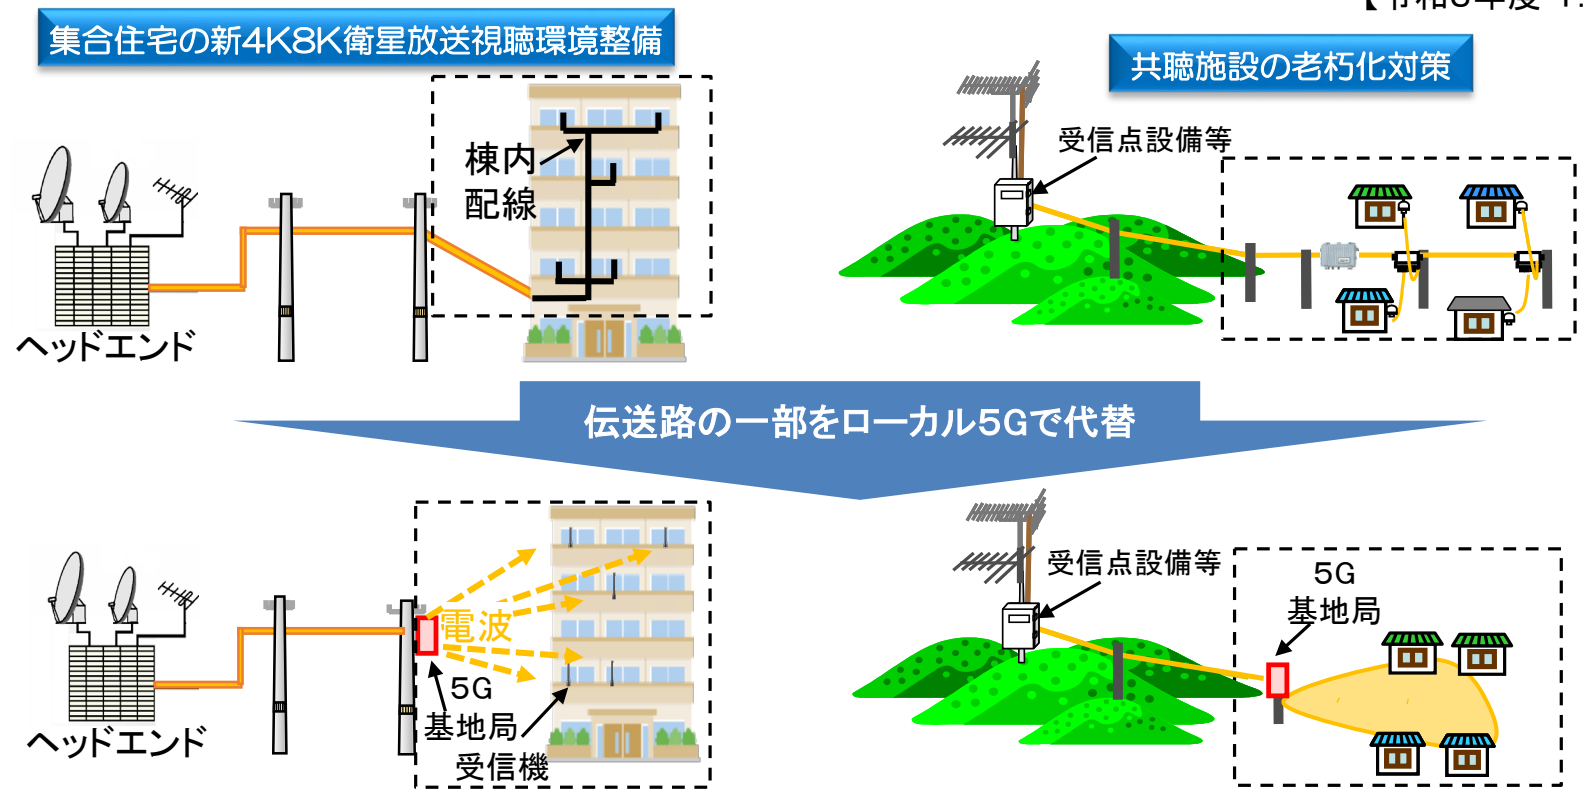 集合住宅の新4K8K衛星放送視聴環境整備
共聴施設の老朽化対策
棟内
配線
ヘッドエンド
受信点設備等
伝送路の一部をローカル5Gで代替
電波
5G
基地局
受信機
ヘッドエンド
受信点設備等
5G
基地局